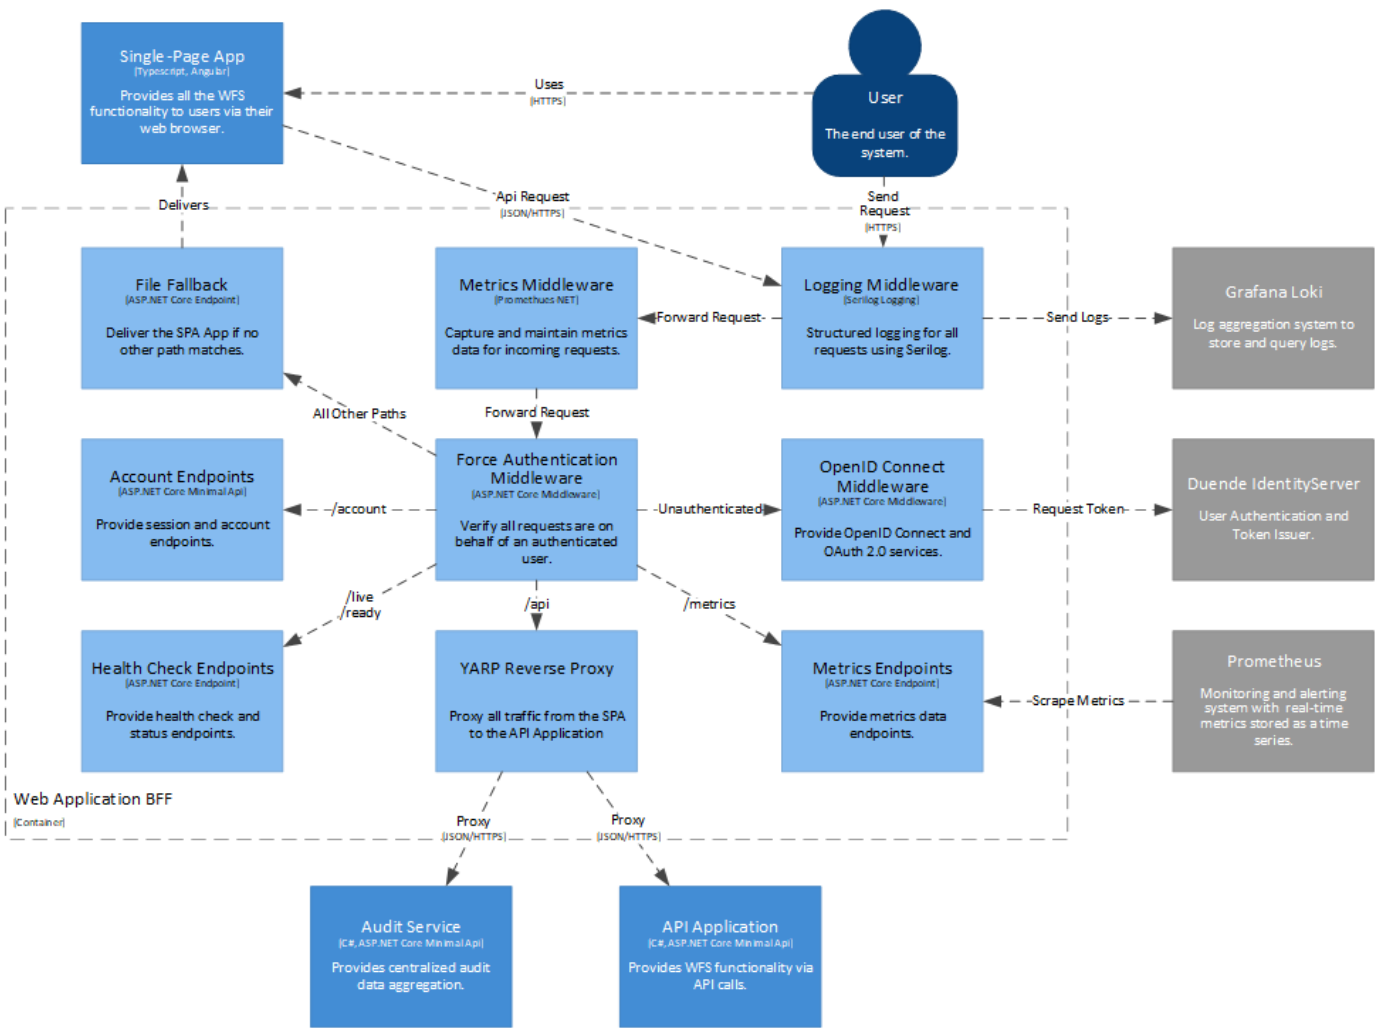 Single-Page App
[Typescript, Angular]
Provides all the WFS
functionality to users via their
web browser.
Uses
[HTTPS]
User
The end user of the
system.
Delivers
Api Request
[JSON/HTTPS]
Send
Request
[HTTPS]
File Fallback
[ASP.NET Core Endpoint]
Deliver the SPA App if no
other path matches.
Metrics Middleware
[Promethues-NET]
Capture and maintain metrics
data for incoming requests.
Forward Request
Logging Middleware
[Serilog Logging]
Structured logging for all
requests using Serilog.
Send Logs
Grafana Loki
Log aggregation system to
store and query logs.
All Other Paths
Forward Request
Account Endpoints
[ASP.NET Core Minimal Api]
Provide session and account
endpoints.
/account
Force Authentication
Middleware
[ASP.NET Core Middleware]
Verify all requests are on
behalf of an authenticated
user.
Unauthenticated
OpenID Connect
Middleware
[ASP.NET Core Middleware]
Provide OpenID Connect and
OAuth 2.0 services.
Request Token
Duende IdentityServer
User Authentication and
Token Issuer.
/live
/ready
/api
/metrics
Health Check Endpoints
[ASP.NET Core Endpoint]
Provide health check and
status endpoints.
YARP Reverse Proxy
Proxy all traffic from the SPA
to the API Application
Metrics Endpoints
[ASP.NET Core Endpoint]
Provide metrics data
endpoints.
Scrape Metrics
Prometheus
Monitoring and alerting
system with real-time
metrics stored as a time
series.
Web Application BFF
[Container]
Proxy
[JSON/HTTPS]
Proxy
[JSON/HTTPS]
Audit Service
[C#, ASP.NET Core Minimal Api]
Provides centralized audit
data aggregation.
API Application
[C#, ASP.NET Core Minimal Api]
Provides WFS functionality via
API calls.